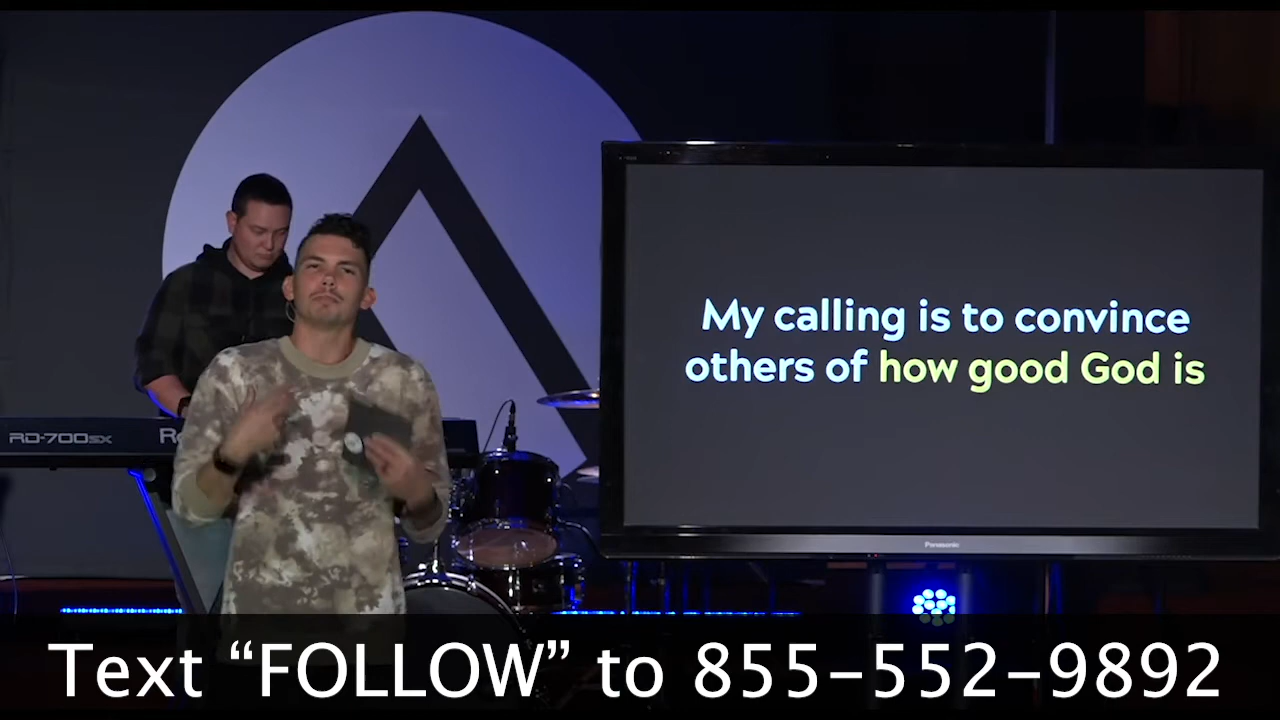 My calling is to convince
others of how good God is
RD-700SX
Panasonic
Text “FOLLOW” to 855-552-9892